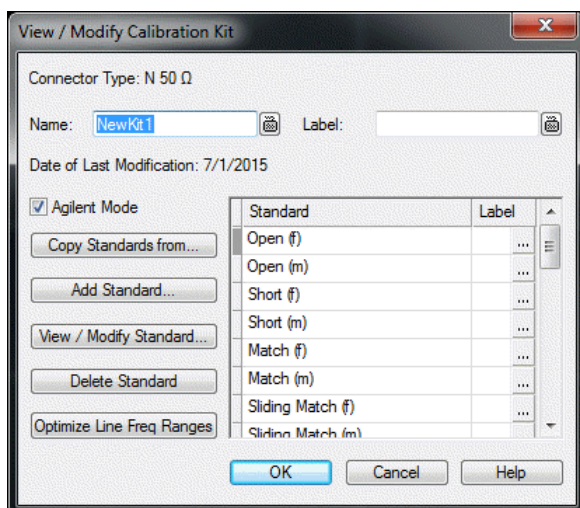 View / Modify Calibration Kit
Connector Type: N 50 Ω
Name: NewKit1 Label:
Date of Last Modification: 7/1/2015
Agilent Mode
Copy Standards from...
Add Standard...
View / Modify Standard...
Delete Standard
Optimize Line Freq Ranges
Standard Label
Open (f) ...
Open (m) ...
Short (f) ...
Short (m) ...
Match (f) ...
Match (m) ...
Sliding Match (f) ...
Sliding Match (m)
OK Cancel Help